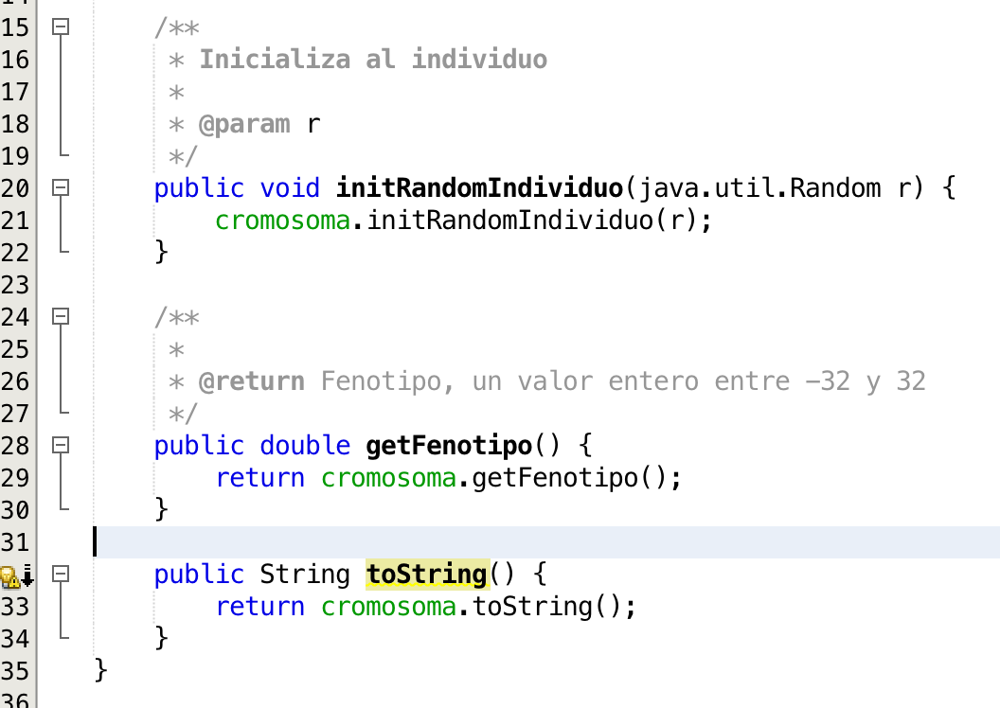 15 /**
16 * Inicializa al individuo
17 *
18 * @param r
19 */
20 public void initRandomIndividuo(java.util.Random r) {
21 cromosoma.initRandomIndividuo(r);
22 }
23
24 /**
25 *
26 * @return Fenotipo, un valor entero entre −32 y 32
27 */
28 public double getFenotipo() {
29 return cromosoma.getFenotipo();
30 }
31
public String toString() {
33 return cromosoma.toString();
34 }
35 }
36